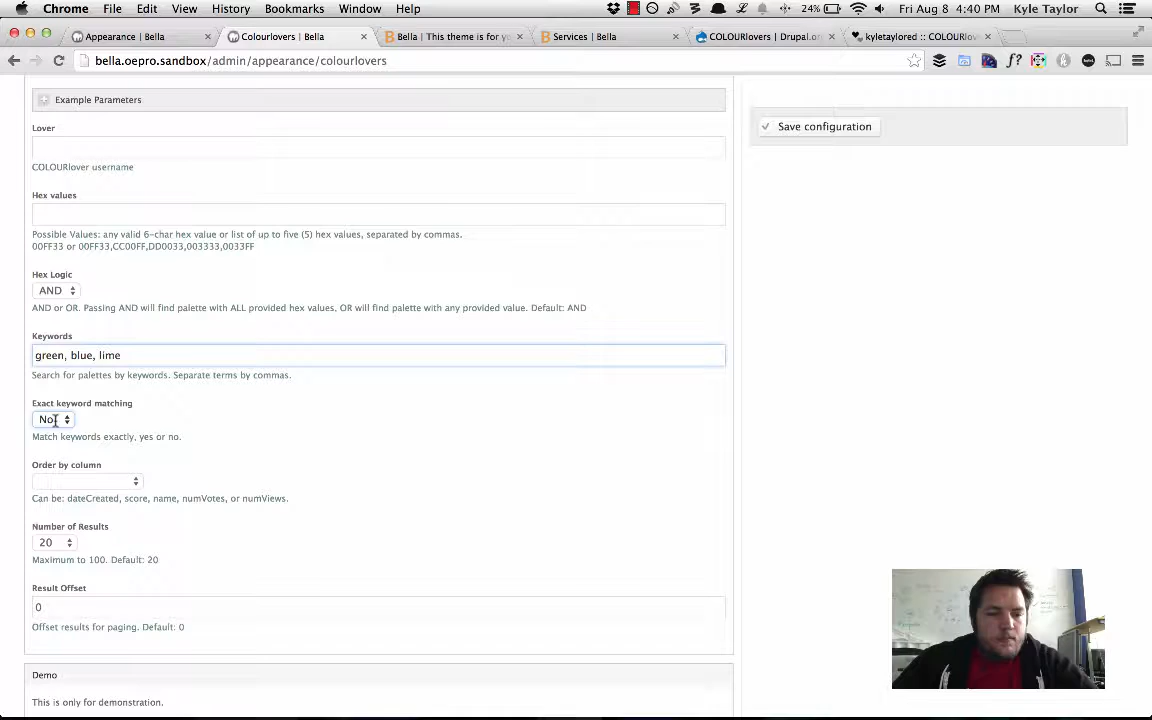 Chrome File Edit View History Bookmarks Window Help 24% Fri Aug 8 4:40 PM Kyle Taylor
Appearance | Bella
Colourlovers | Bella
Bella | This theme is for y
Services | Bella
COLOURlovers | Drupal.o
kyletaylored :: COLOURlo
bella.oepro.sandbox/admin/appearance/colourlovers
Example Parameters
Lover
COLOURlover username
Save configuration
Hex values
Possible Values: any valid 6-char hex value or list of up to five (5) hex values, separated by commas.
00FF33 or 00FF33,CC00FF,DD0033,003333,0033FF
Hex Logic
AND
AND or OR. Passing AND will find palette with ALL provided hex values, OR will find palette with any provided value. Default: AND
Keywords
green, blue, lime
Search for palettes by keywords. Separate terms by commas.
Exact keyword matching
No
Match keywords exactly, yes or no.
Order by column
Can be: dateCreated, score, name, numVotes, or numViews.
Number of Results
20
Maximum to 100. Default: 20
Result Offset
0
Offset results for paging. Default: 0
Demo
This is only for demonstration.